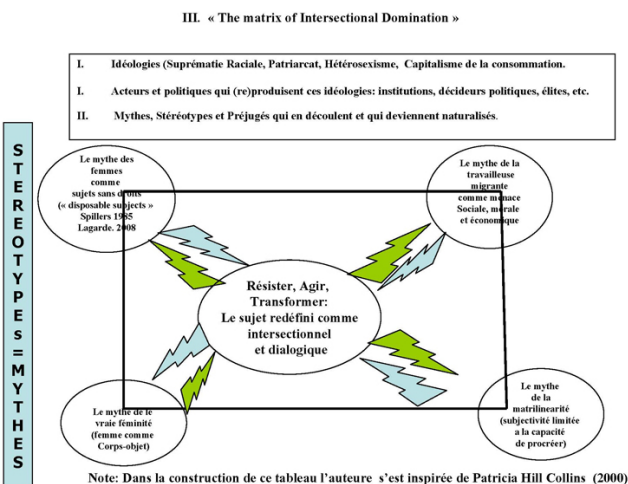 III. « The matrix of Intersectional Domination »
I. Idéologies (Suprématie Raciale, Patriarcat, Hétérosexisme, Capitalisme de la consommation.
I. Acteurs et politiques qui (re)produisent ces idéologies: institutions, décideurs politiques, élites, etc.
II. Mythes, Stéréotypes et Préjugés qui en découlent et qui deviennent naturalisés.
STEREOTYPEs=MYTHES
Le mythe des
femmes
comme
sujets sans droits
(« disposable subjects »
Spillers 1985
Lagarde. 2008
Le mythe de la
travailleuse
migrante
comme menace
Sociale, morale
et économique
Résister, Agir,
Transformer:
Le sujet redéfini comme
intersectionnel
et dialogique
Le mythe de le
vraie féminité
(femme comme
Corps-objet)
Le mythe
de la
matrilinearité
(subjectivité limitée
a la capacité
de procréer)
Note: Dans la construction de ce tableau l'auteure s'est inspirée de Patricia Hill Collins (2000)